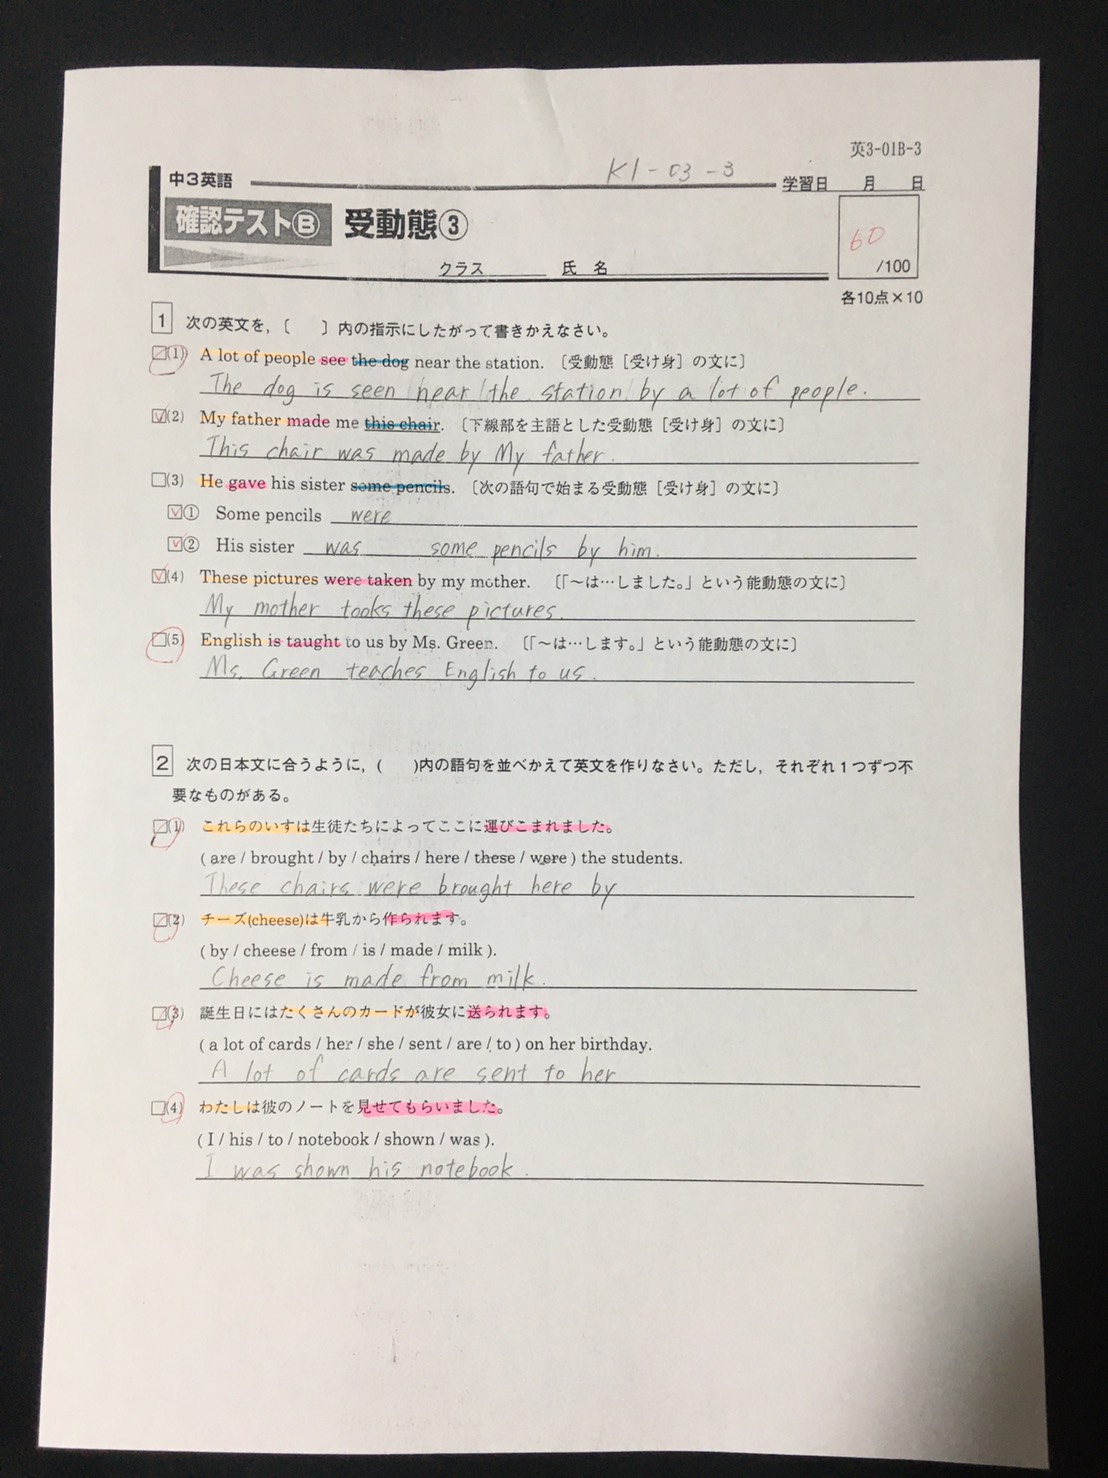 英3-01B-3
K1-03-3
中3英語
学習日 月 日
確認テストⒷ 受動態③
60
/100
クラス 氏名
各10点×10
1 次の英文を,〔 〕内の指示にしたがって書きかえなさい。
(1) A lot of people see the dog near the station. 〔受動態［受け身］の文に〕
The dog is seen near the station by a lot of people.
(2) My father made me this chair. 〔下線部を主語とした受動態［受け身］の文に〕
This chair was made by My father.
(3) He gave his sister some pencils. 〔次の語句で始まる受動態［受け身］の文に〕
① Some pencils were
② His sister was some pencils by him.
(4) These pictures were taken by my mother. 〔「～は…しました。」という能動態の文に〕
My mother tooks these pictures.
(5) English is taught to us by Ms. Green. 〔「～は…します。」という能動態の文に〕
Ms. Green teaches English to us.
2 次の日本文に合うように,( )内の語句を並べかえて英文を作りなさい。ただし,それぞれ1つずつ不
要なものがある。
(1) これらのいすは生徒たちによってここに運びこまれました。
( are / brought / by / chairs / here / these / were ) the students.
These chairs were brought here by
(2) チーズ(cheese)は牛乳から作られます。
( by / cheese / from / is / made / milk ).
Cheese is made from milk.
(3) 誕生日にはたくさんのカードが彼女に送られます。
( a lot of cards / her / she / sent / are / to ) on her birthday.
A lot of cards are sent to her
(4) わたしは彼のノートを見せてもらいました。
( I / his / to / notebook / shown / was ).
I was shown his notebook.